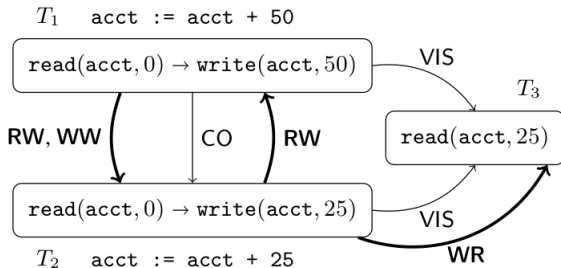 T₁ acct := acct + 50
read(acct, 0) → write(acct, 50)
VIS
T₃
RW, WW
CO
RW
read(acct, 25)
read(acct, 0) → write(acct, 25)
VIS
WR
T₂ acct := acct + 25